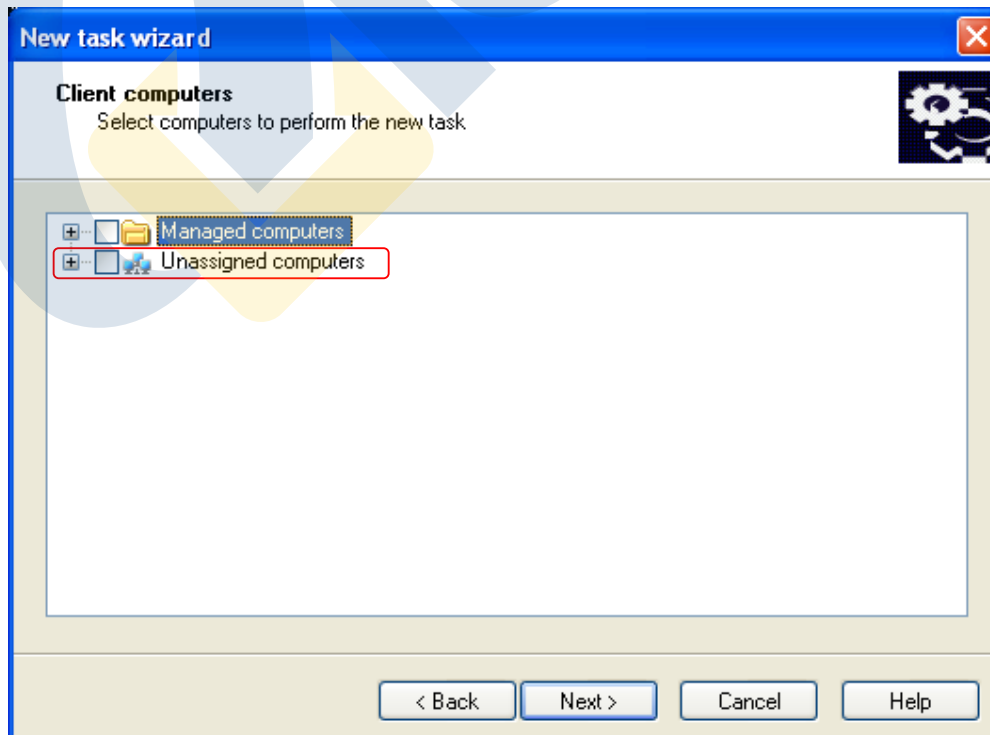 New task wizard
Client computers
Select computers to perform the new task
Managed computers
Unassigned computers
< Back Next > Cancel Help